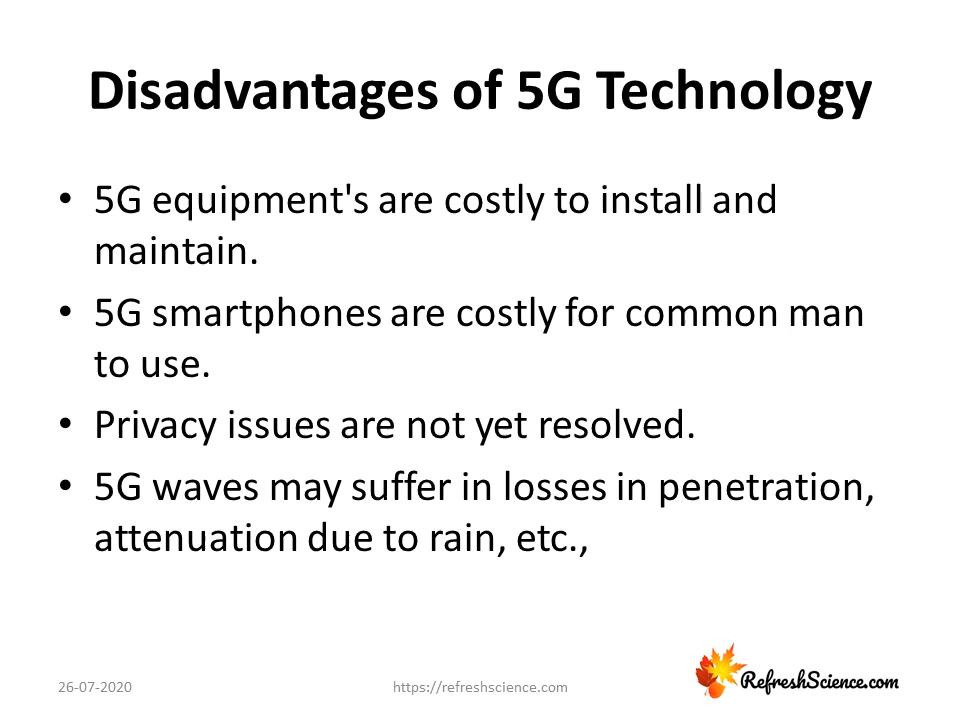 Disadvantages of 5G Technology
• 5G equipment's are costly to install and
maintain.
• 5G smartphones are costly for common man
to use.
• Privacy issues are not yet resolved.
• 5G waves may suffer in losses in penetration,
attenuation due to rain, etc.,
26-07-2020
https://refreshscience.com
RefreshScience.com